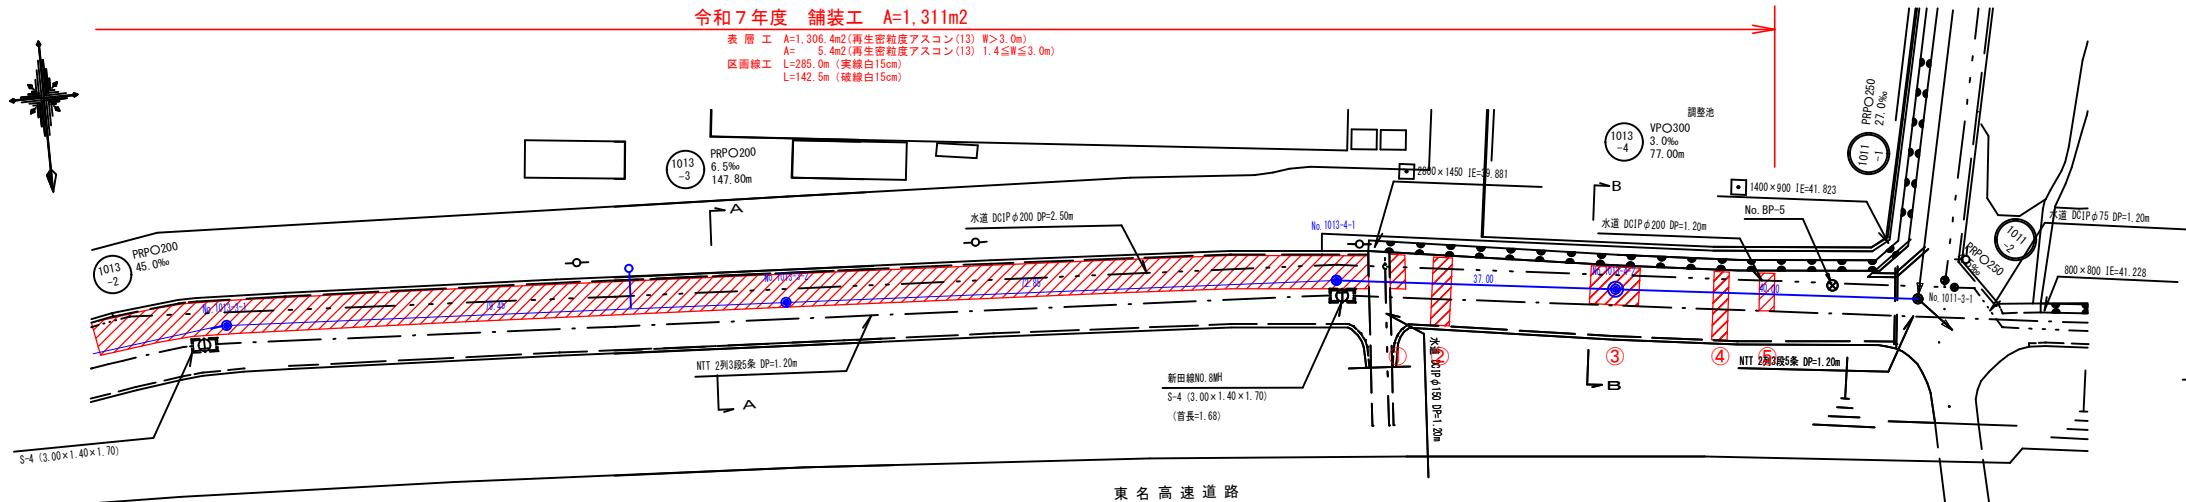 令和７年度　舗装工　A=1,311m2
表 層 工　A=1,306.4m2(再生密粒度アスコン(13) W>3.0m)
A=　　5.4m2(再生密粒度アスコン(13) 1.4≦W≦3.0m)
区画線工　L=285.0m (実線白15cm)
L=142.5m (破線白15cm)
調整池
1013
-4
VP○300
3.0‰
77.00m
PRP○250
27.0‰
1011
-1
1013
-3
PRP○200
6.5‰
147.80m
2800×1450 IE=39.881
B
1400×900 IE=41.823
No.BP-5
A
水道 DCIPφ200 DP=2.50m
No.1013-4-1
水道 DCIPφ200 DP=1.20m
水道 DCIPφ75 DP=1.20m
1011
-2
PRP○250
1013
-2
PRP○200
45.0‰
800×800 IE=41.228
37.00
40.00
No.1011-3-1
NTT 2列3段5条 DP=1.20m
①
②
③
④
⑤
NTT 2列3段5条 DP=1.20m
水道 DCIPφ150 DP=1.20m
新田線NO.8MH
S-4 (3.00×1.40×1.70)
(首長=1.68)
B
A
S-4 (3.00×1.40×1.70)
東名高速道路